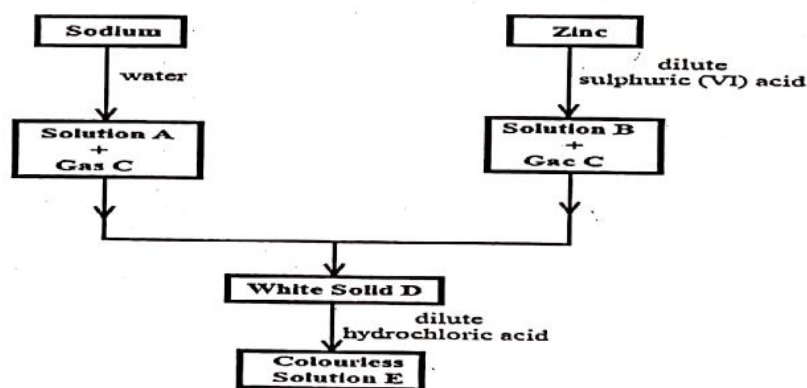 Sodium
Zinc
water
dilute
sulphuric (VI) acid
Solution A
+
Gas C
Solution B
+
Gac C
White Solid D
dilute
hydrochloric acid
Colourless
Solution E